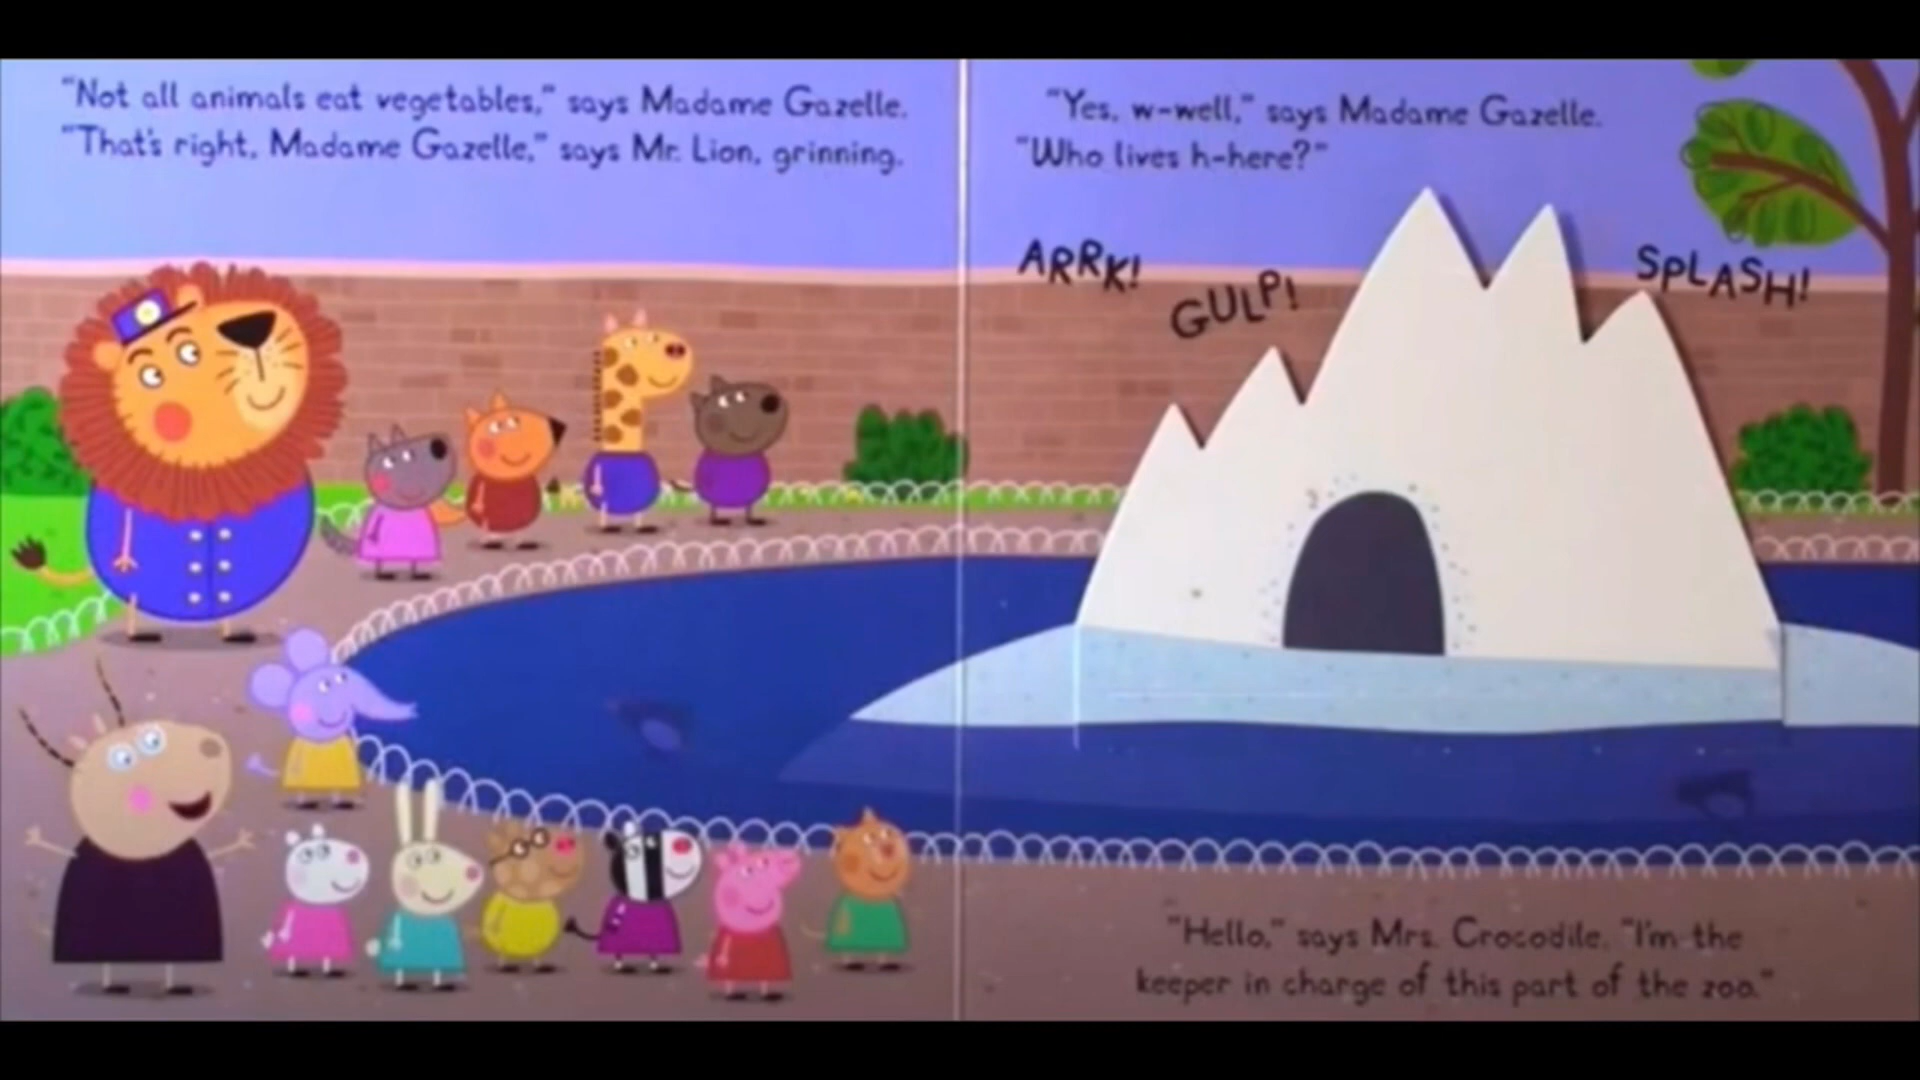 "Not all animals eat vegetables," says Madame Gazelle.
"That's right, Madame Gazelle," says Mr. Lion, grinning.
"Yes, w-well," says Madame Gazelle.
"Who lives h-here?"
ARRK!
GULP!
SPLASH!
"Hello," says Mrs. Crocodile. "I'm the
keeper in charge of this part of the zoo."